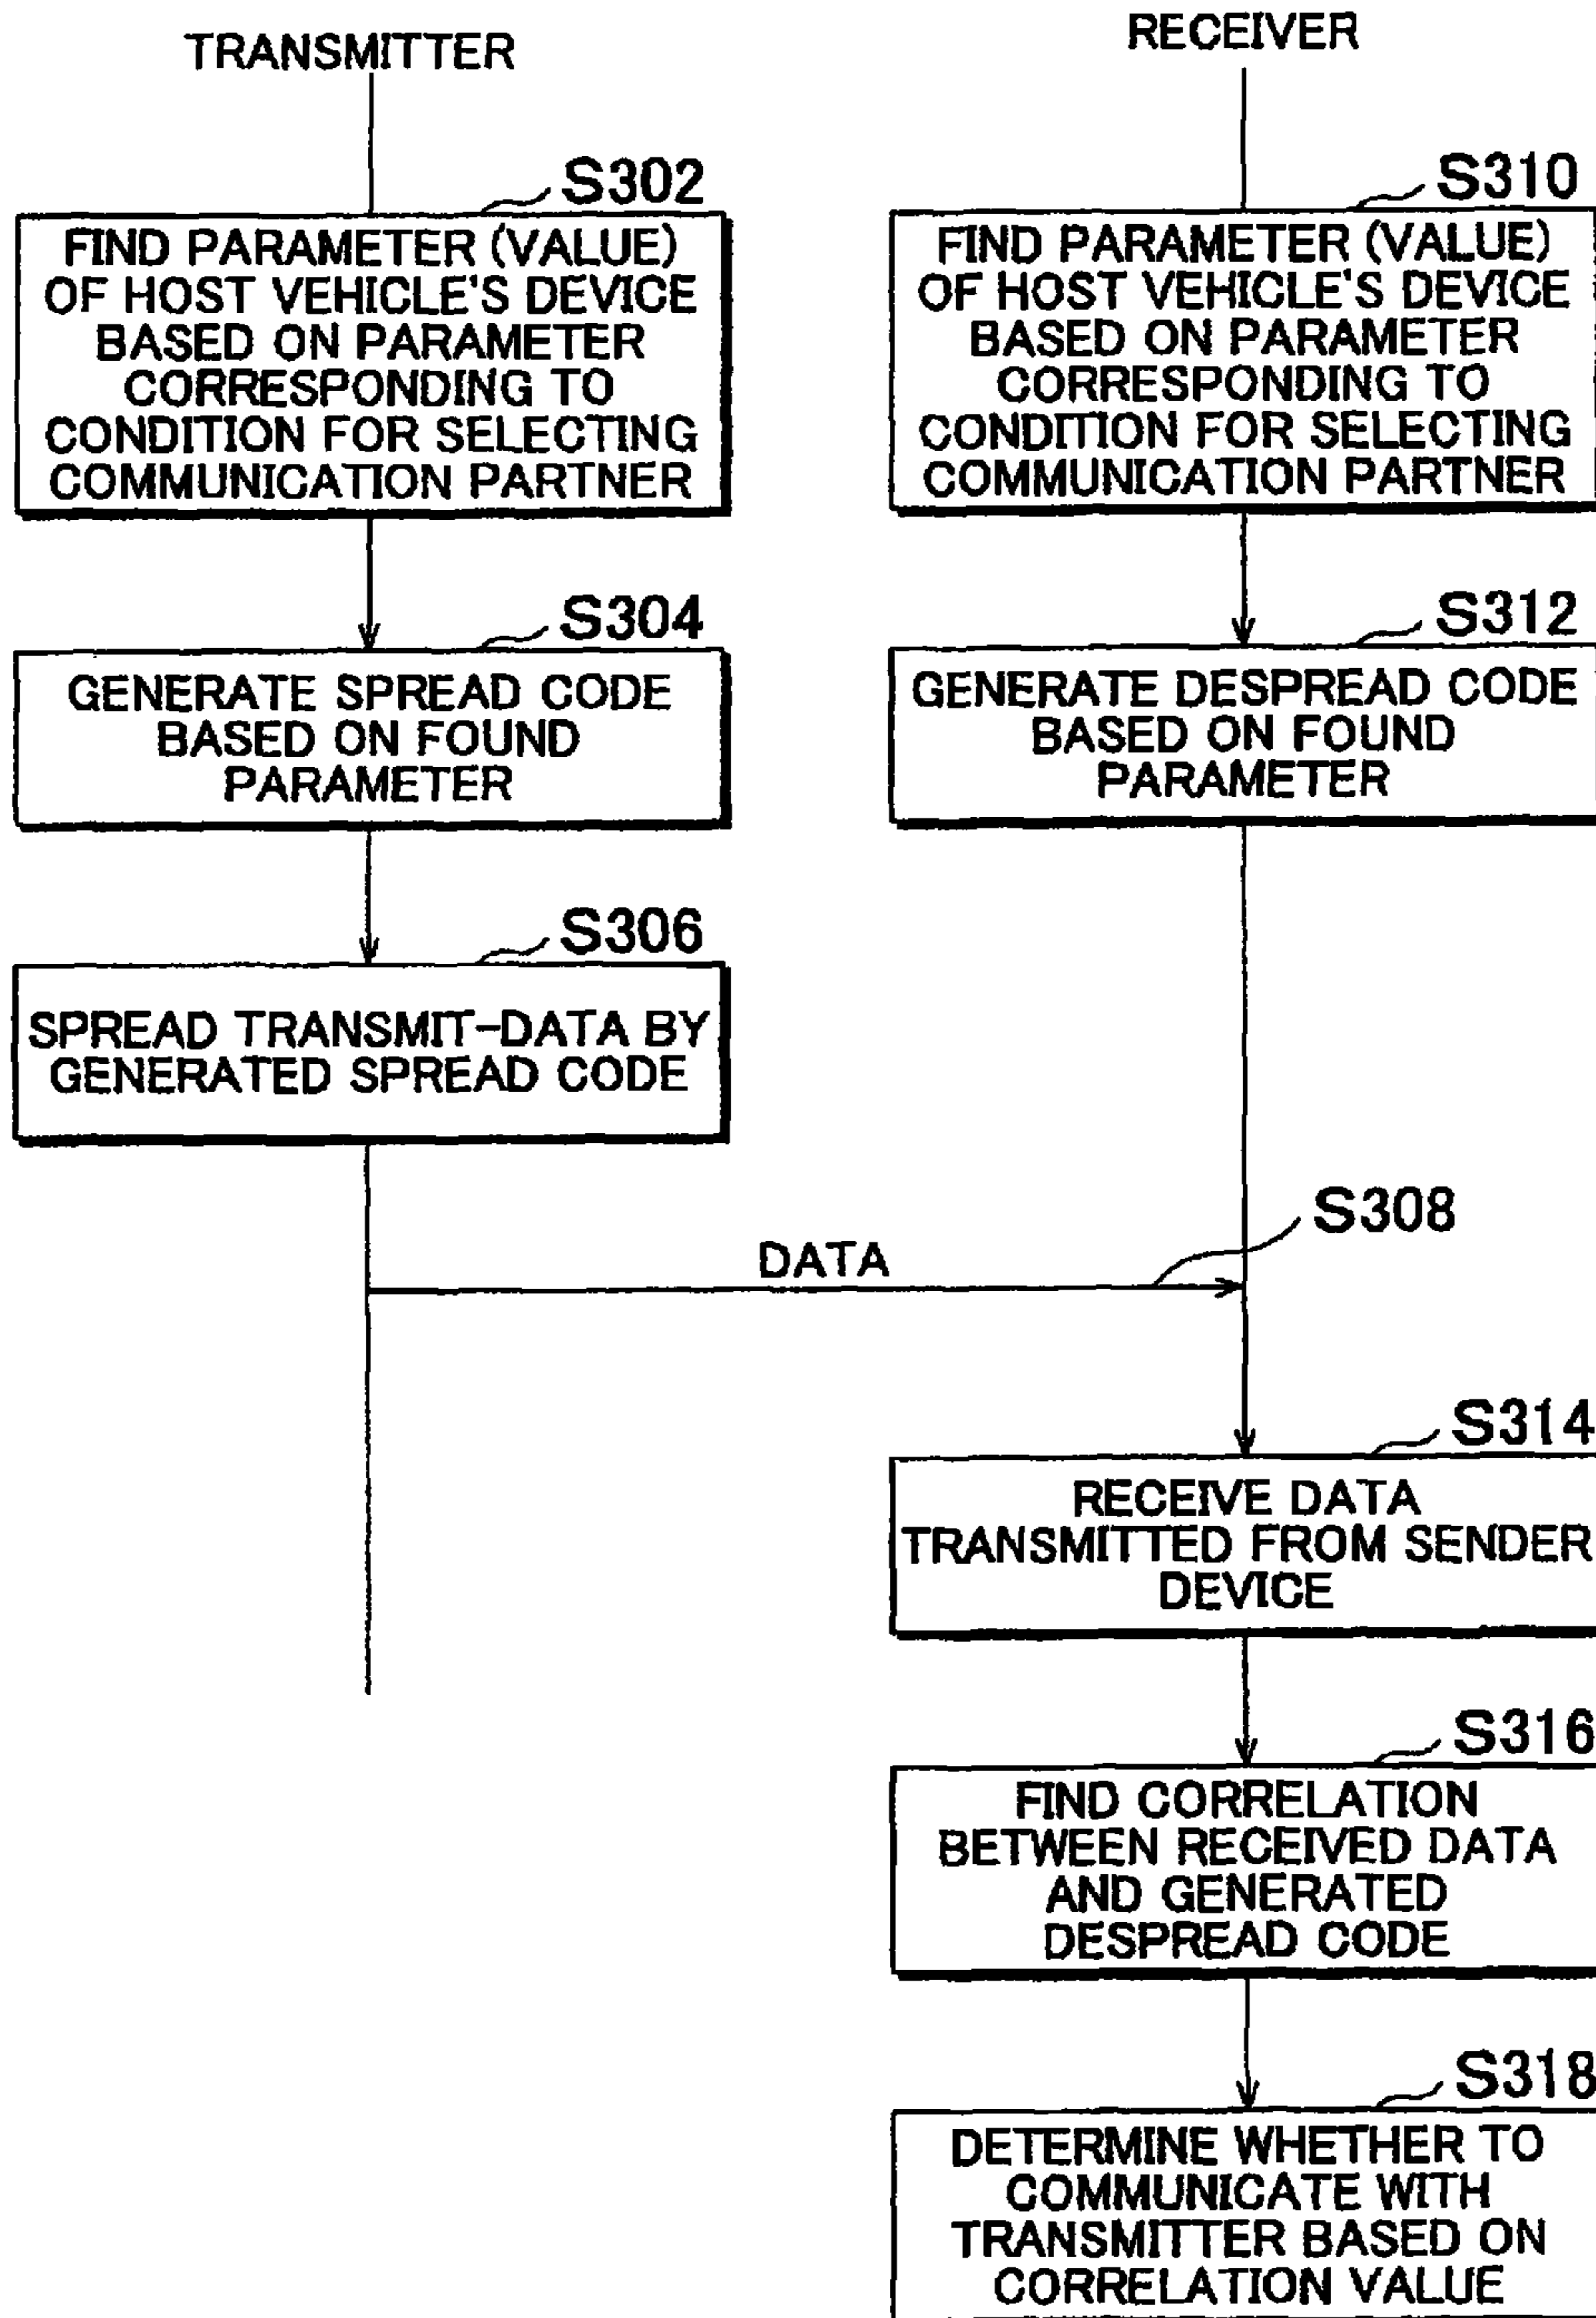 TRANSMITTER
RECEIVER
S302
FIND PARAMETER (VALUE)
OF HOST VEHICLE'S DEVICE
BASED ON PARAMETER
CORRESPONDING TO
CONDITION FOR SELECTING
COMMUNICATION PARTNER
S310
FIND PARAMETER (VALUE)
OF HOST VEHICLE'S DEVICE
BASED ON PARAMETER
CORRESPONDING TO
CONDITION FOR SELECTING
COMMUNICATION PARTNER
S304
GENERATE SPREAD CODE
BASED ON FOUND
PARAMETER
S312
GENERATE DESPREAD CODE
BASED ON FOUND
PARAMETER
S306
SPREAD TRANSMIT-DATA BY
GENERATED SPREAD CODE
S308
DATA
S314
RECEIVE DATA
TRANSMITTED FROM SENDER
DEVICE
S316
FIND CORRELATION
BETWEEN RECEIVED DATA
AND GENERATED
DESPREAD CODE
S318
DETERMINE WHETHER TO
COMMUNICATE WITH
TRANSMITTER BASED ON
CORRELATION VALUE